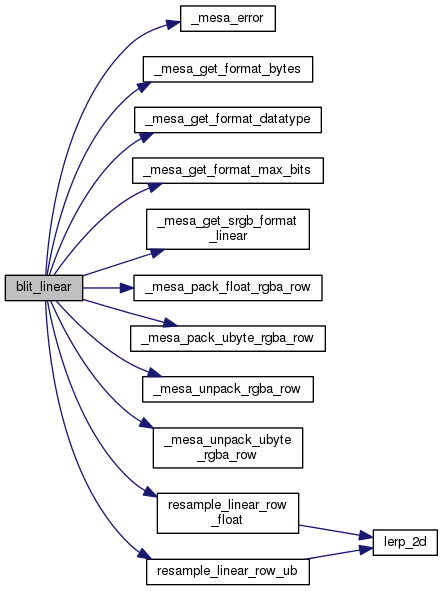 _mesa_error
_mesa_get_format_bytes
_mesa_get_format_datatype
_mesa_get_format_max_bits
_mesa_get_srgb_format
_linear
blit_linear
_mesa_pack_float_rgba_row
_mesa_pack_ubyte_rgba_row
_mesa_unpack_rgba_row
_mesa_unpack_ubyte
_rgba_row
resample_linear_row
_float
lerp_2d
resample_linear_row_ub